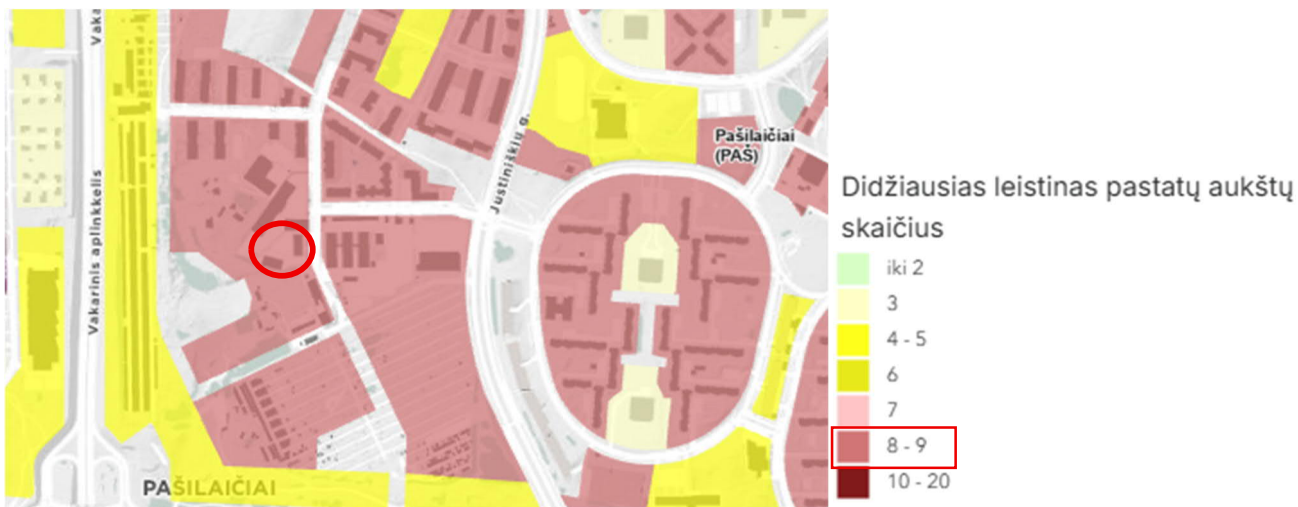 Vaka
Vakarinis aplinkkelis
Justiniškių g.
Pašilaičiai
(PAŠ)
PAŠILAIČIAI
Didžiausias leistinas pastatų aukštų
skaičius
iki 2
3
4 - 5
6
7
8 - 9
10 - 20